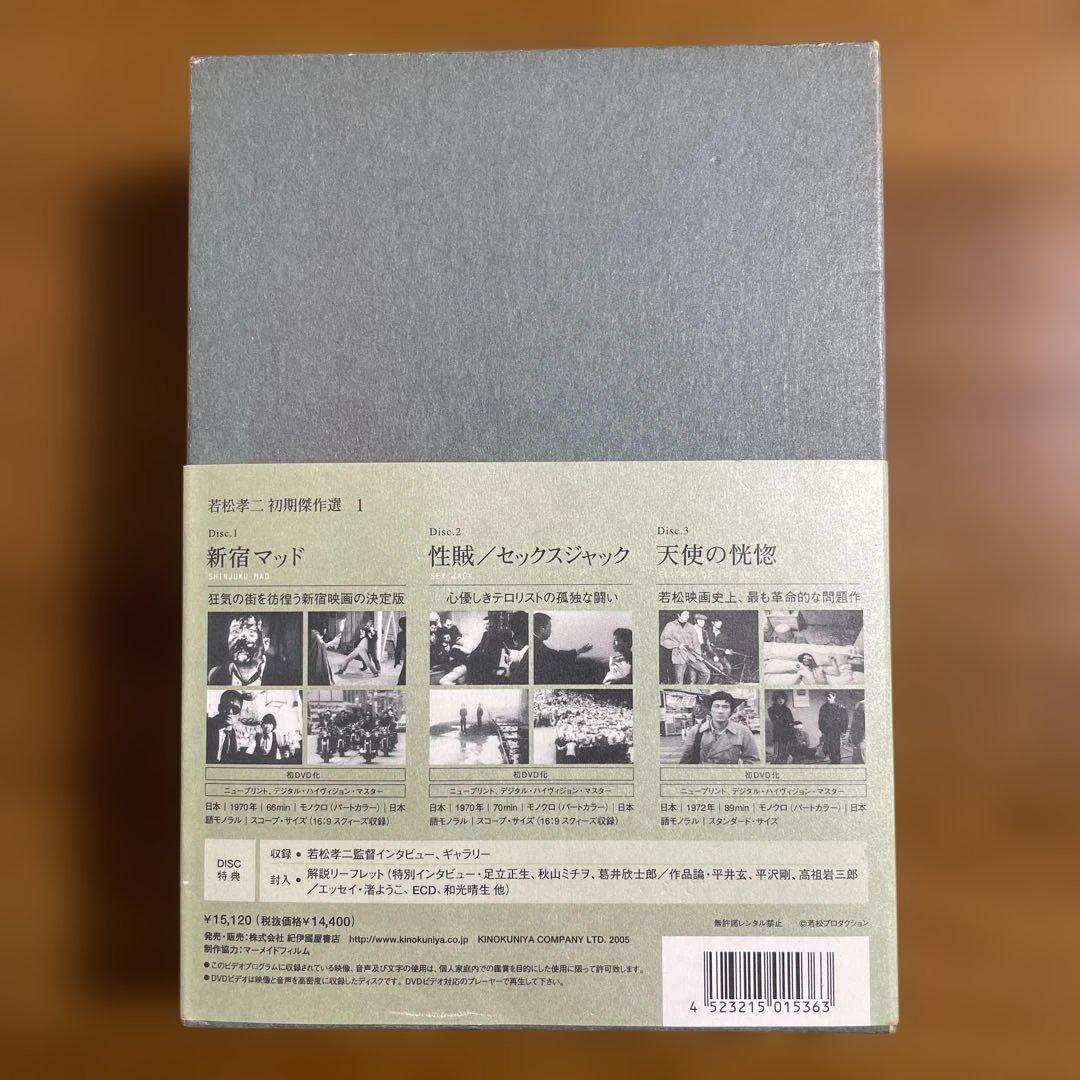 若松孝二 初期傑作選 1
Disc.1
新宿マッド
SHINJUKU MAD
狂気の街を彷徨う新宿映画の決定版
初DVD化
ニュープリント、デジタル・ハイヴィジョン・マスター
日本｜1970年｜66min｜モノクロ（パートカラー）｜日本
語モノラル｜スコープ・サイズ（16:9 スクィーズ収録）
Disc.2
性賊／セックスジャック
SEX JACK
心優しきテロリストの孤独な闘い
初DVD化
ニュープリント、デジタル・ハイヴィジョン・マスター
日本｜1970年｜70min｜モノクロ（パートカラー）｜日本
語モノラル｜スコープ・サイズ（16:9 スクィーズ収録）
Disc.3
天使の恍惚
若松映画史上、最も革命的な問題作
初DVD化
ニュープリント、デジタル・ハイヴィジョン・マスター
日本｜1972年｜89min｜モノクロ（パートカラー）｜日本
語モノラル｜スタンダード・サイズ
DISC
特典
収録 ● 若松孝二監督インタビュー、ギャラリー
封入 ● 解説リーフレット（特別インタビュー・足立正生、秋山ミチヲ、葛井欣士郎／作品論・平井玄、平沢剛、高祖岩三郎
／エッセイ・渚ようこ、ECD、和光晴生 他）
¥15,120（税抜価格¥14,400）
発売・販売：株式会社 紀伊國屋書店 http://www.kinokuniya.co.jp KINOKUNIYA COMPANY LTD. 2005
制作協力：マーメイドフィルム
無許諾レンタル禁止 ©若松プロダクション
●このビデオプログラムに収録されている映像、音声及び文字の使用は、個人家庭内での鑑賞を目的にした使用に限って許可致します。
●DVDビデオは映像と音声を高密度に収録したディスクです。DVDビデオ対応のプレーヤーで再生して下さい。
4 523215 015363